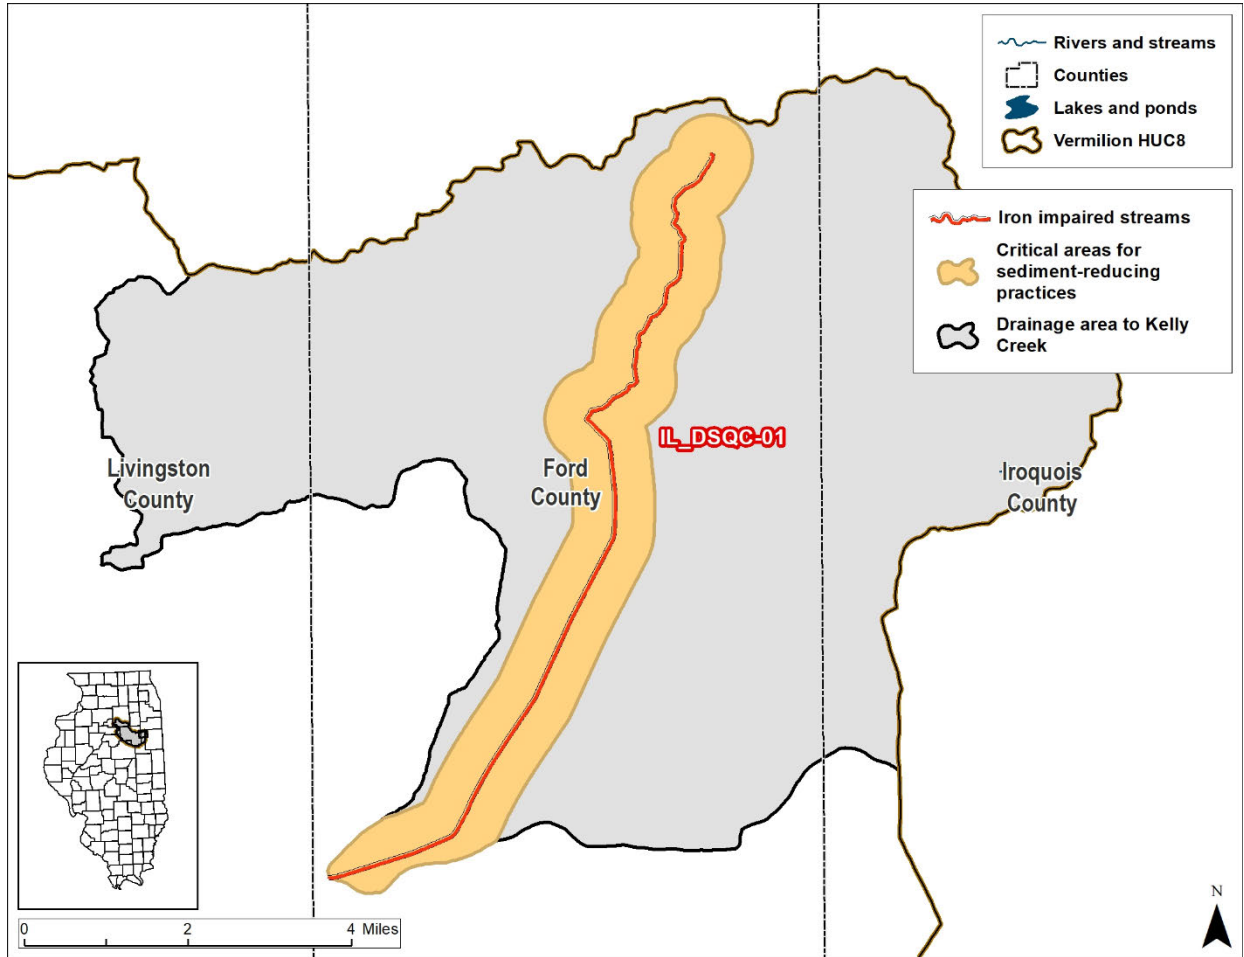 Rivers and streams
Counties
Lakes and ponds
Vermilion HUC8
Iron impaired streams
Critical areas for
sediment-reducing
practices
Drainage area to Kelly
Creek
IL_DSQC-01
Livingston
County
Ford
County
Iroquois
County
0 2 4 Miles
N